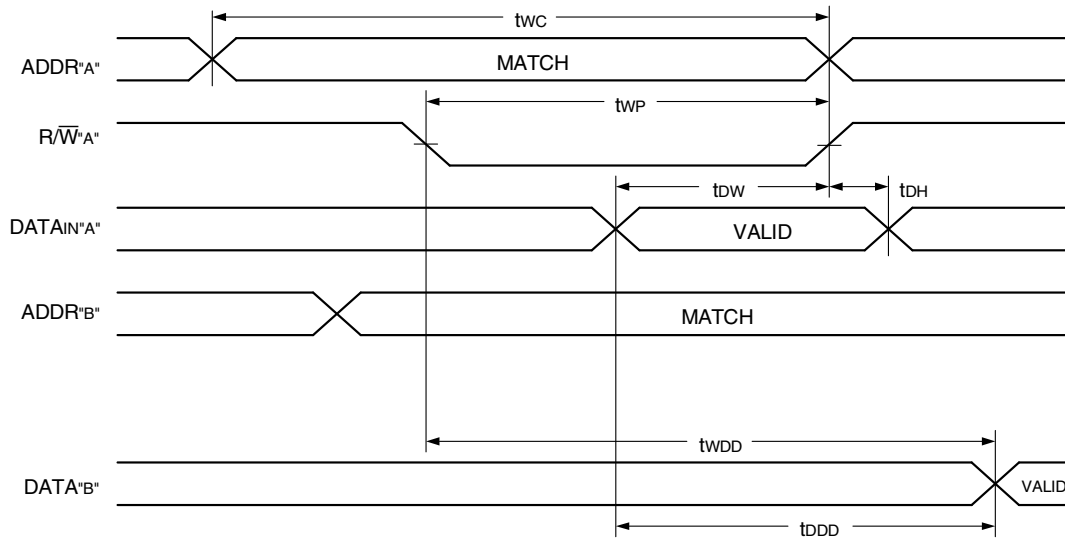 tWC
ADDR"A"
MATCH
tWP
R/W̅"A"
tDW
tDH
DATAIN"A"
VALID
ADDR"B"
MATCH
tWDD
DATA"B"
VALID
tDDD